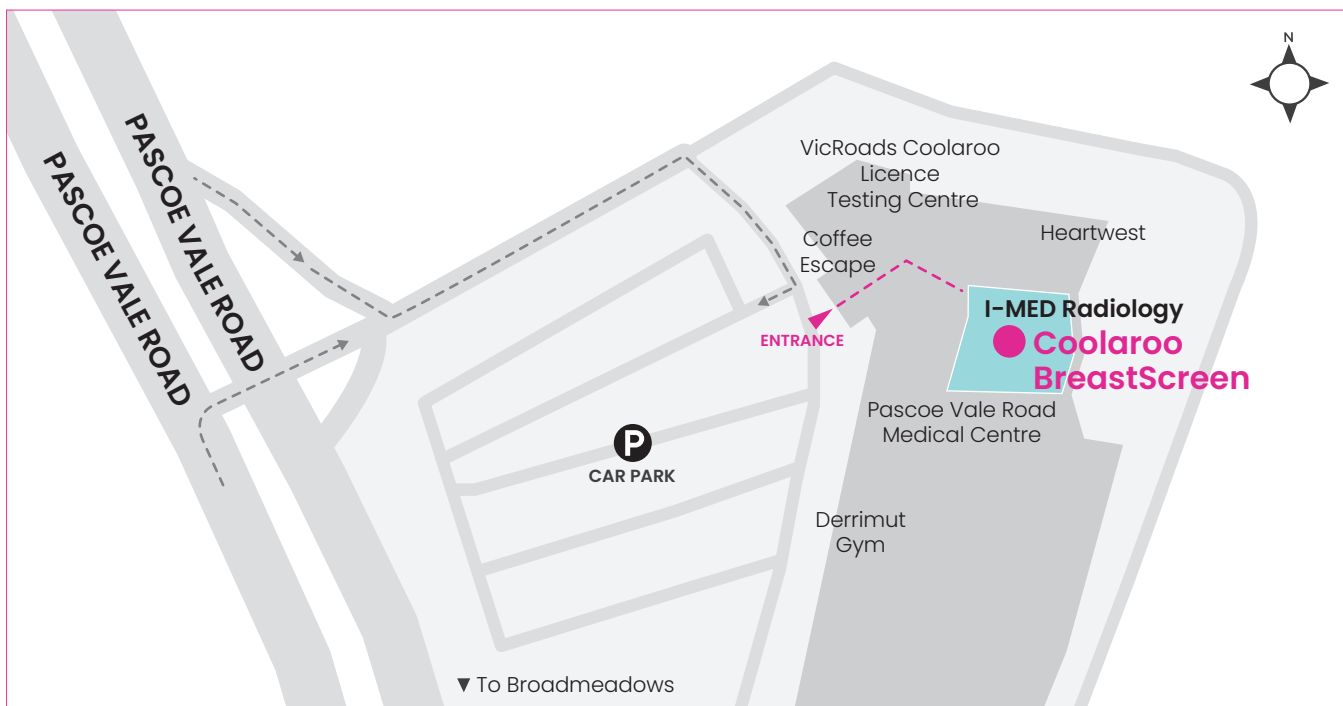 N
PASCOE VALE ROAD
PASCOE VALE ROAD
VicRoads Coolaroo
Licence
Testing Centre
Coffee
Escape
Heartwest
I-MED Radiology
Coolaroo
BreastScreen
ENTRANCE
Pascoe Vale Road
Medical Centre
P
CAR PARK
Derrimut
Gym
▼ To Broadmeadows